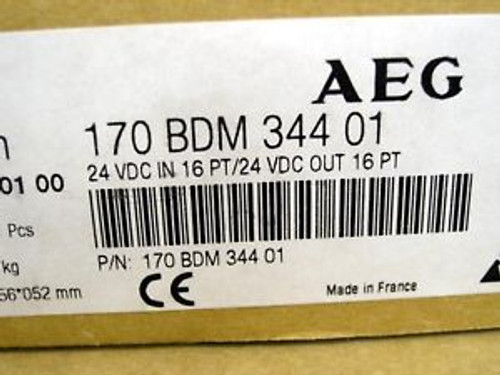 AEG
170 BDM 344 01
24 VDC IN 16 PT/24 VDC OUT 16 PT
01 00
Pcs
P/N: 170 BDM 344 01
kg
56*052 mm
CE
Made in France